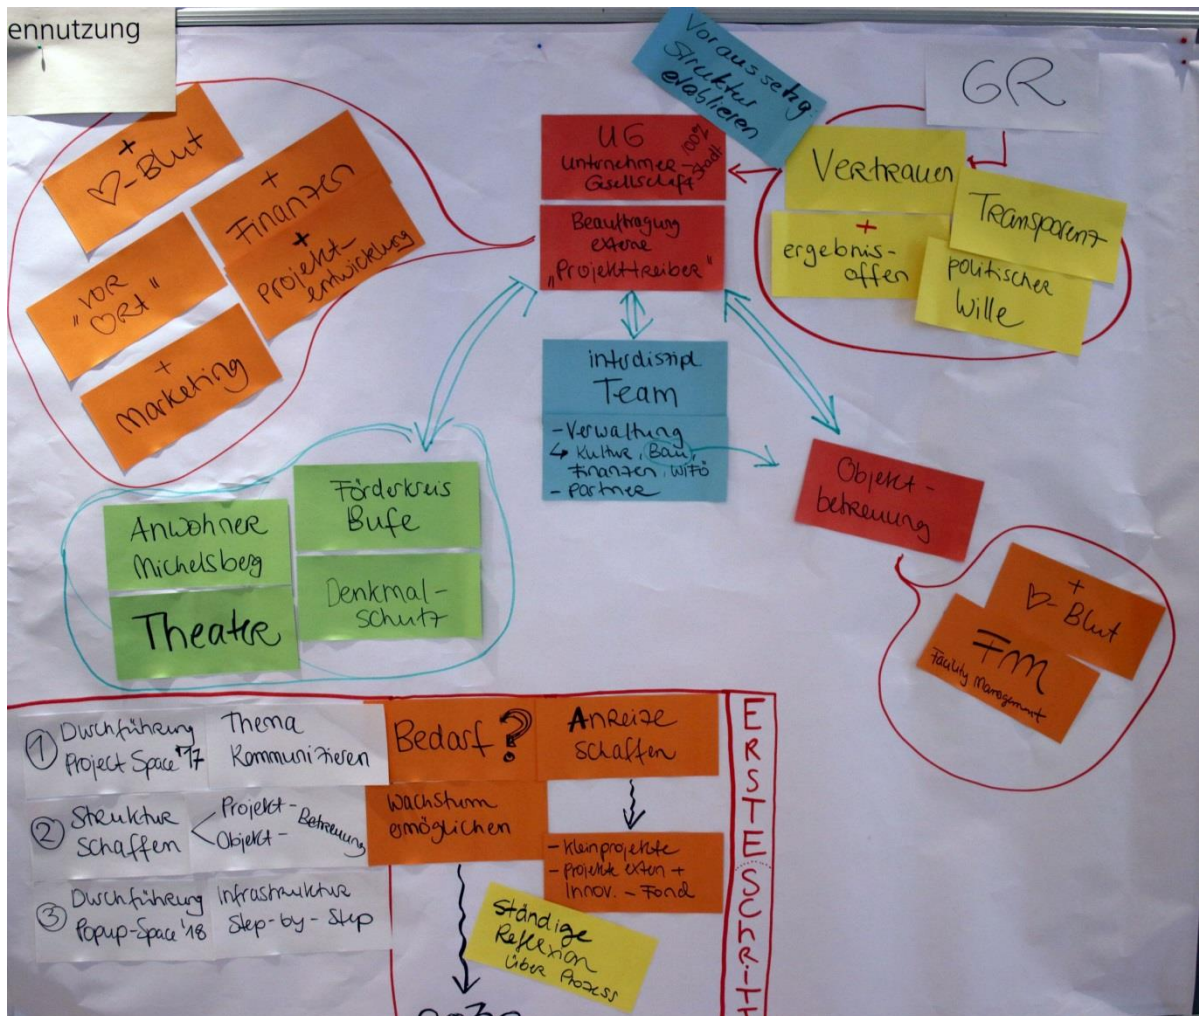 ennutzung
+
♡-Blut
+
Finanzen
+
projekt-
entwicklung
"VOR
ORT"
+
Marketing
Voraussetzg
Struktur
etablieren
GR
UG
Unternehmer-
Gesellschaft
100%
Stadt
Beauftragung
externe
„Projekttreiber"
Vertrauen
Transparenz
+
ergebnis-
offen
politischer
Wille
interdiszipl
Team
- Verwaltung
↳ Kultur, Bau,
Finanzen, WiFö
- partner
Objekt-
betreuung
+
♡-Blut
FM
Facility Management
Anwohner
Michelsberg
Förderkreis
Bufe
Theater
Denkmal-
schutz
① Durchführung
Project Space '17
Thema
Kommunizieren
② Struktur
schaffen
Projekt-
Objekt-
Betreuung
③ Durchführung
Popup-Space '18
infrastruktur
Step-by-Step
Bedarf?
Anreize
schaffen
wachstum
ermöglichen
- Kleinprojekte
- projekte extern +
innov. - Fond
ständige
Reflexion
über Prozess
ERSTE SCHRITT